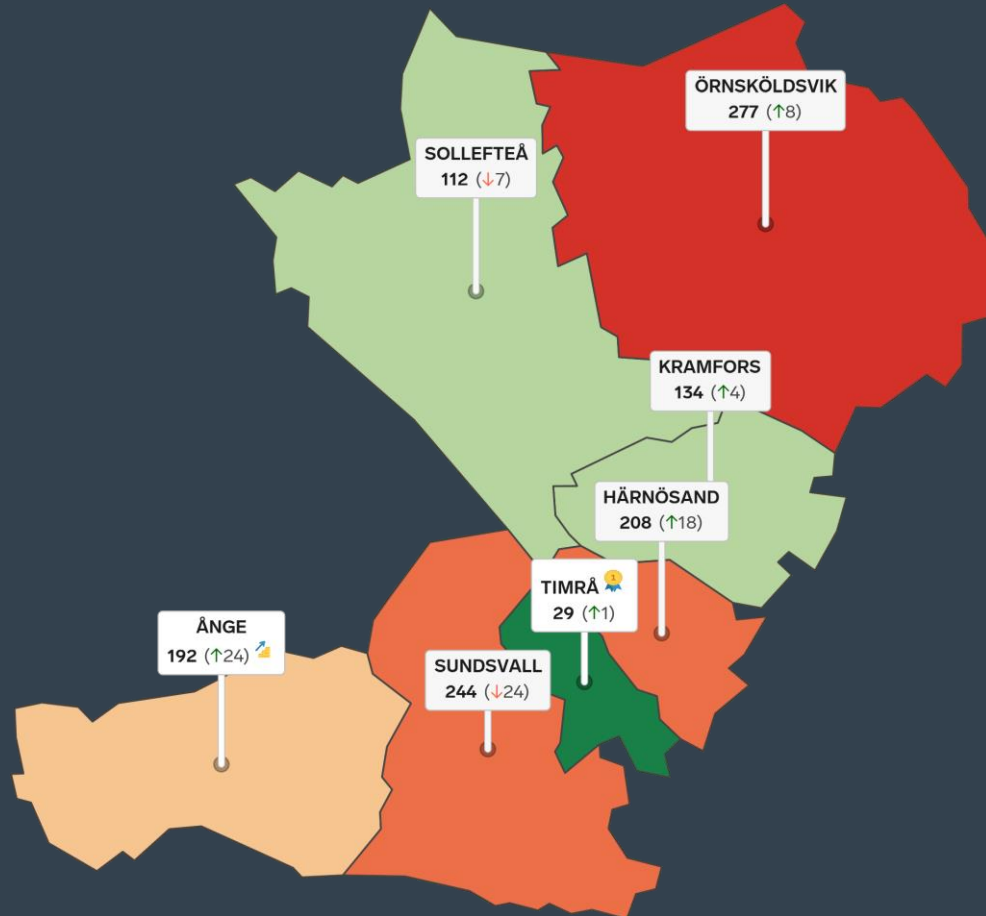 ÖRNSKÖLDSVIK
277 (↑8)
SOLLEFTEÅ
112 (↓7)
KRAMFORS
134 (↑4)
HÄRNÖSAND
208 (↑18)
TIMRÅ
29 (↑1)
ÅNGE
192 (↑24)
SUNDSVALL
244 (↓24)